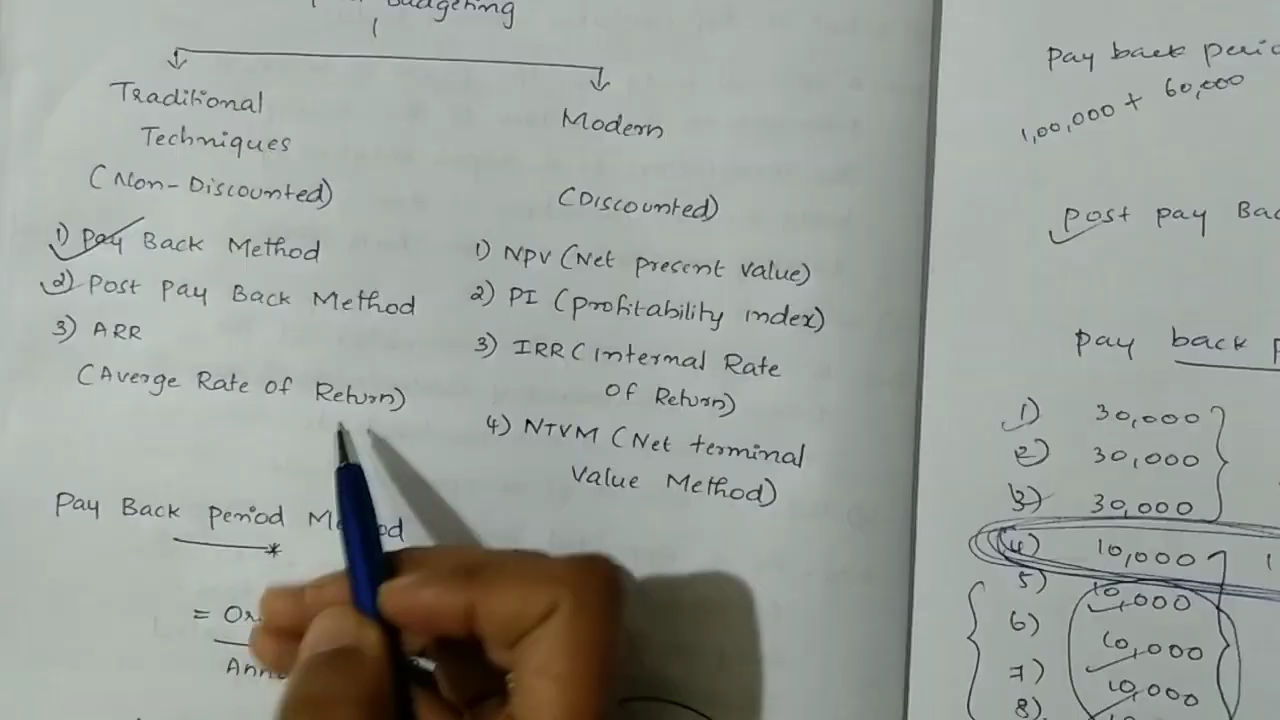 Budgeting
Traditional
Techniques
(Non-Discounted)
1) Pay Back Method
2) Post Pay Back Method
3) ARR
(Averge Rate of Return)
Modern
(Discounted)
1) NPV (Net present value)
2) PI (profitability index)
3) IRR (Internal Rate
of Return)
4) NTVM (Net terminal
Value Method)
Pay Back Period
=
Pay back
1,00,000 + 60,000
Post pay
pay back
1) 30,000
2) 30,000
3) 30,000
4) 10,000
5) 10,000
6) 10,000
7) 10,000
8)